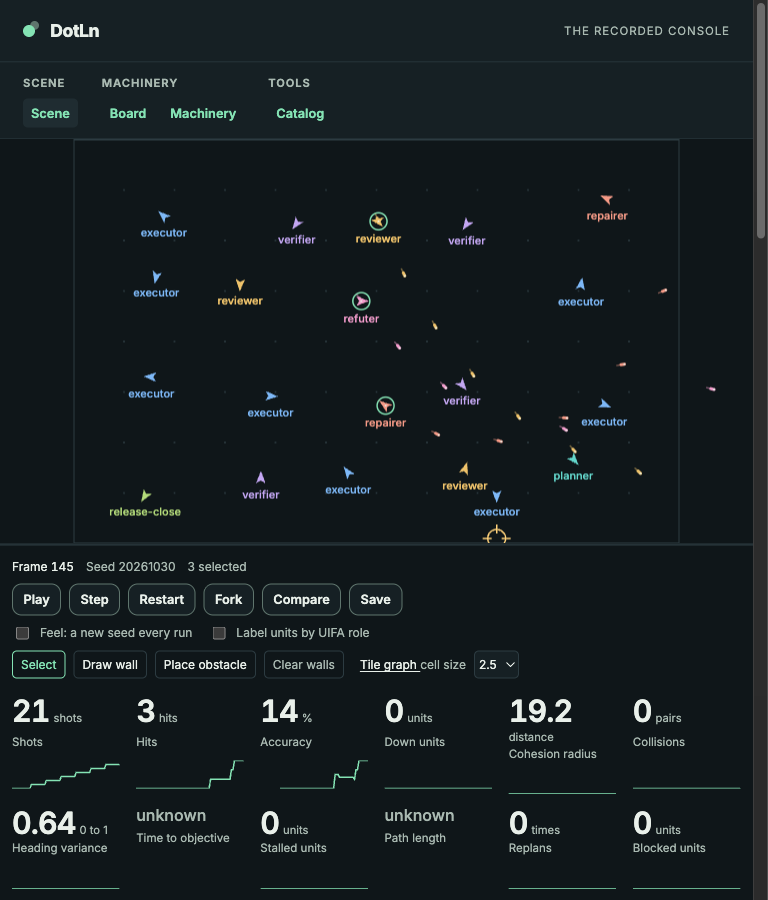 DotLn
THE RECORDED CONSOLE
SCENE
MACHINERY
TOOLS
Scene
Board
Machinery
Catalog
repairer
executor
verifier
reviewer
verifier
executor
reviewer
refuter
executor
executor
executor
verifier
repairer
executor
planner
reviewer
verifier
executor
release-close
executor
Frame 145 Seed 20261030 3 selected
Play Step Restart Fork Compare Save
Feel: a new seed every run Label units by UIFA role
Select Draw wall Place obstacle Clear walls Tile graph cell size 2.5
21 shots
Shots
3 hits
Hits
14 %
Accuracy
0 units
Down units
19.2
distance
Cohesion radius
0 pairs
Collisions
0.64 0 to 1
Heading variance
unknown
Time to objective
0 units
Stalled units
unknown
Path length
0 times
Replans
0 units
Blocked units